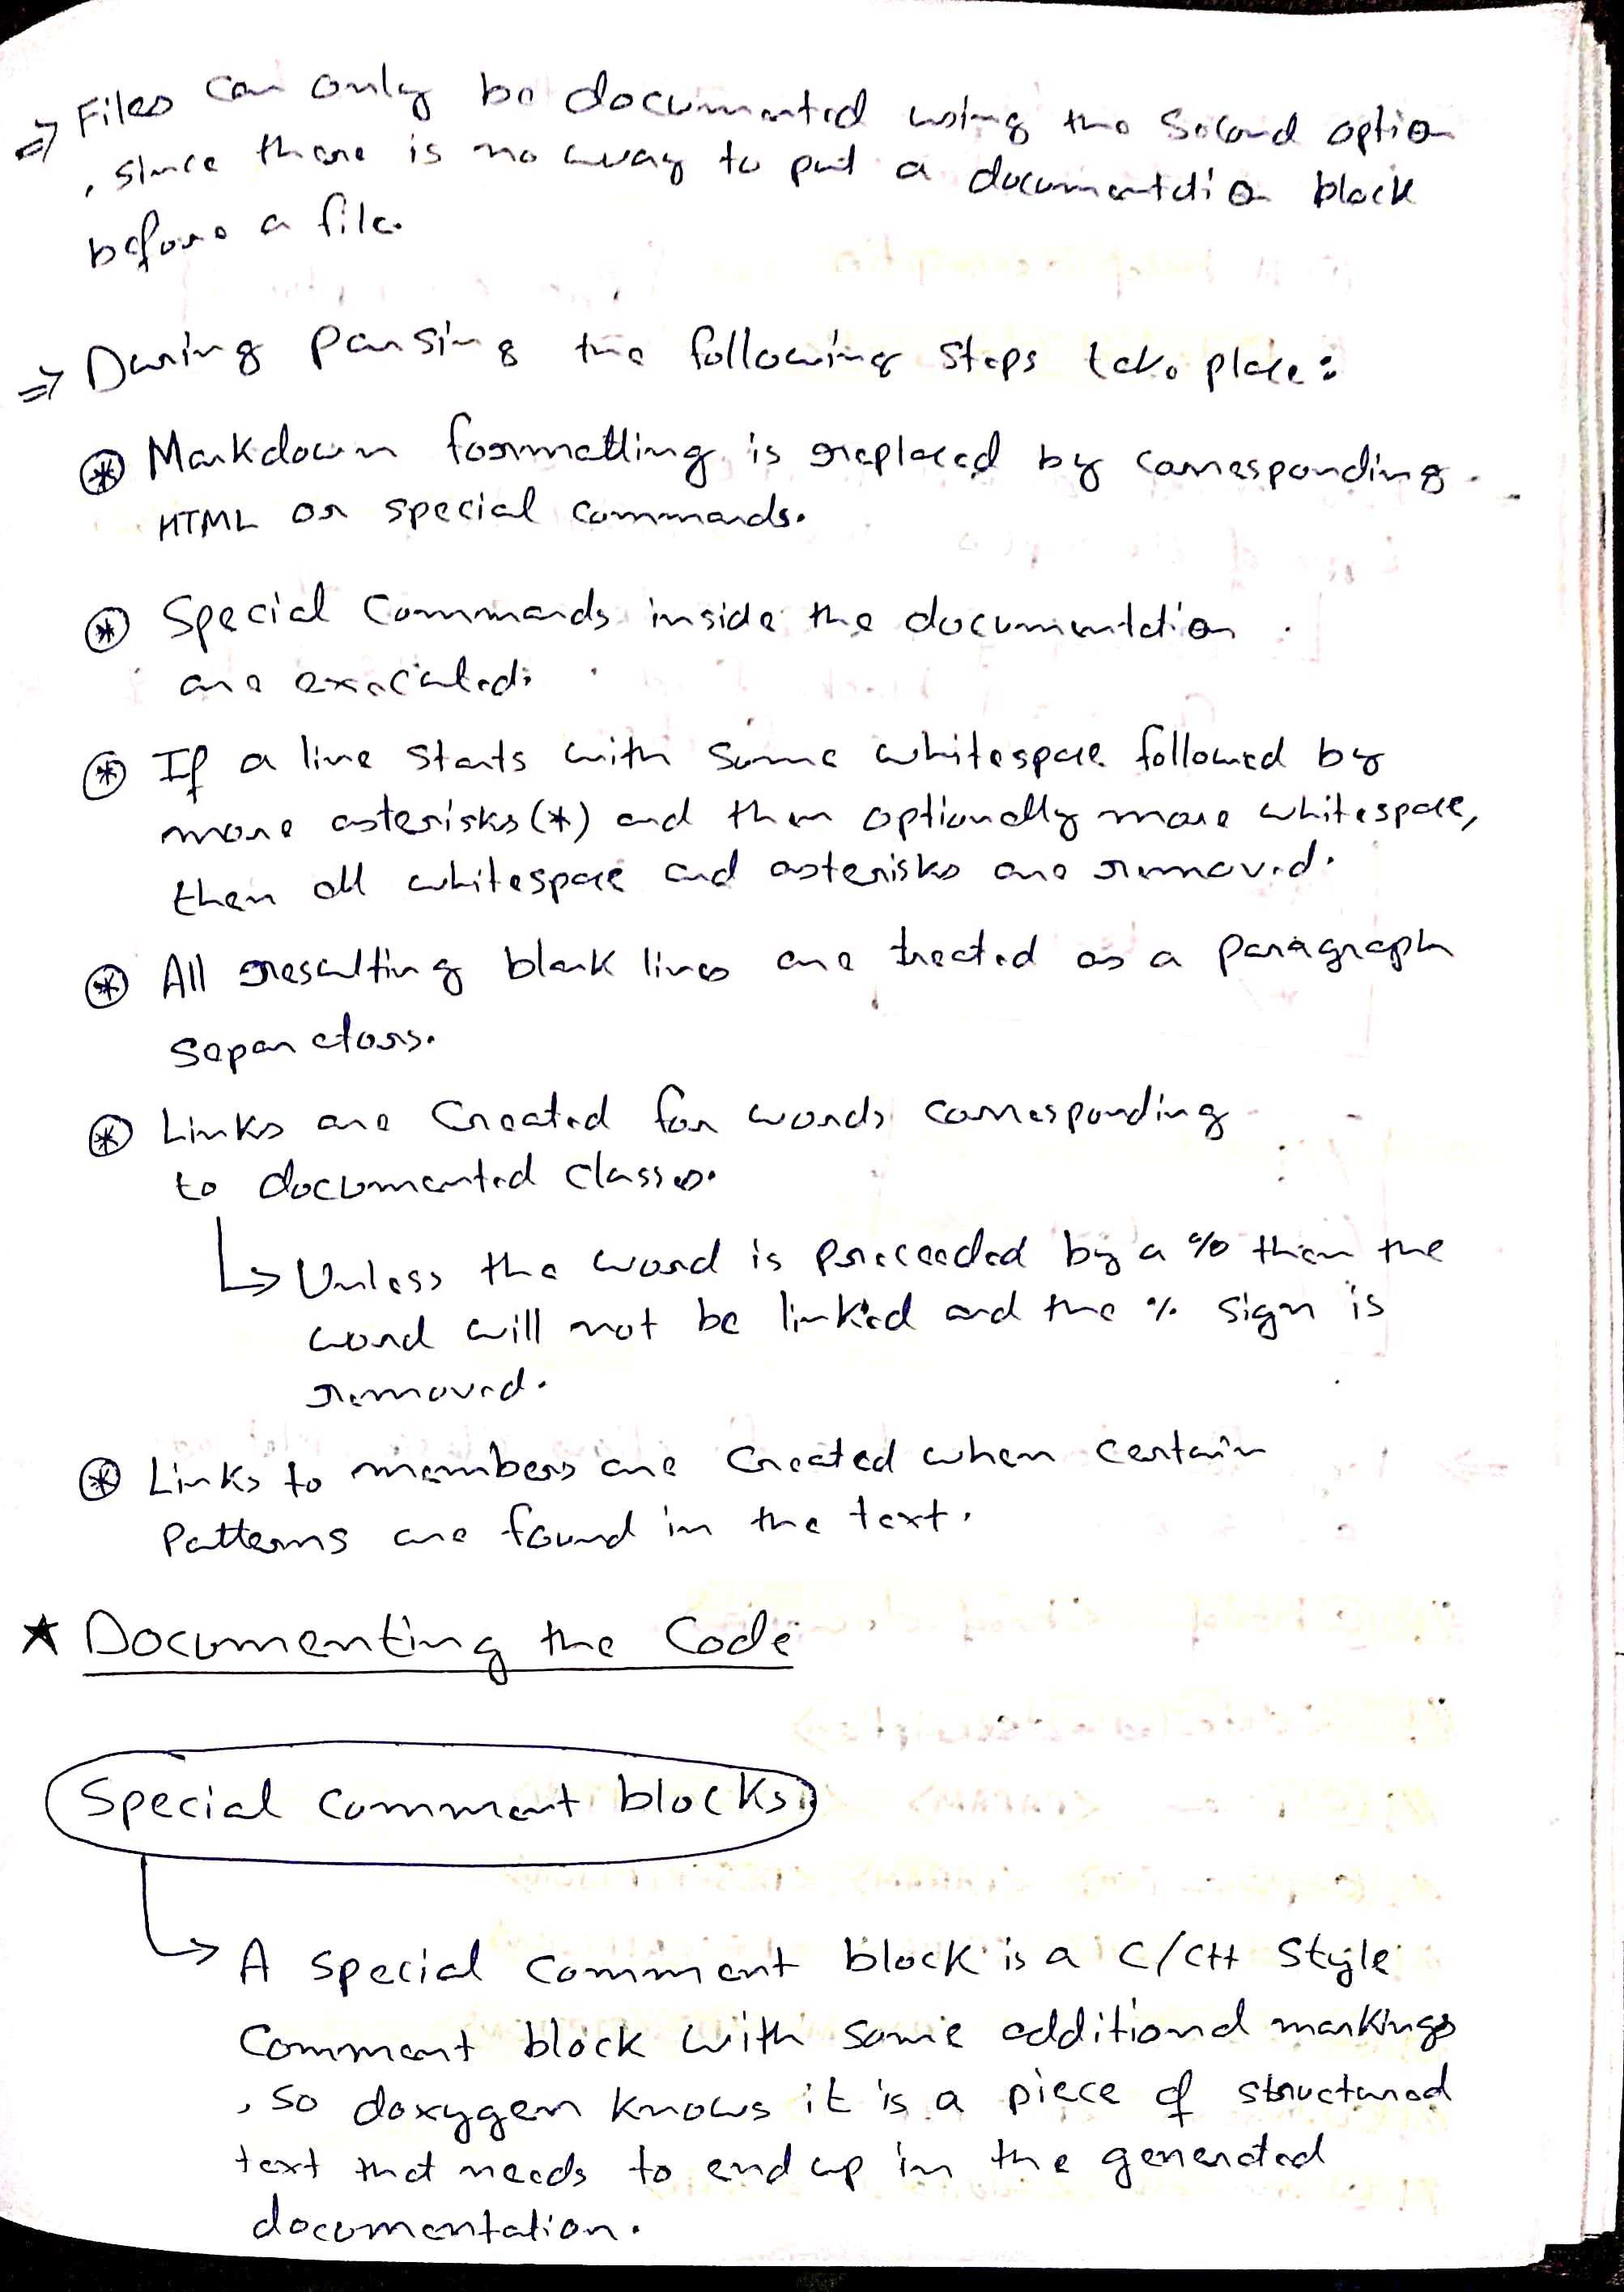 ⇒ Files can only be documented using the second option
, since there is no way to put a documentation block
before a file.
⇒ During parsing the following steps take place:
⊛ Markdown formatting is replaced by corresponding
HTML or special commands.
⊛ Special Commands inside the documentation
are executed.
⊛ If a line starts with some whitespace followed by
more asterisks (*) and then optionally more whitespace,
then all whitespace and asterisks are removed.
⊛ All resulting blank lines are treated as a paragraph
separators.
⊛ Links are Created for words corresponding
to documented classes.
↳ Unless the word is preceeded by a % then the
word will not be linked and the % sign is
removed.
⊛ Links to members are Created when certain
Patterns are found in the text.
★ Documenting the Code
Special comment blocks
↳ A special comment block is a C/C++ style
Comment block with some additional markings
, so doxygen knows it is a piece of structured
text that needs to end up in the generated
documentation.